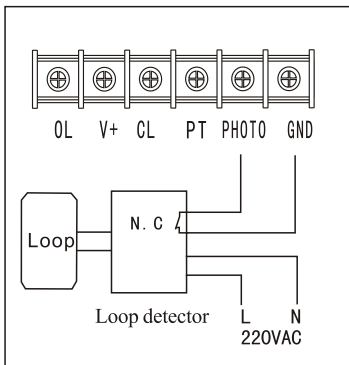 OL V+ CL PT PHOTO GND
N.C
Loop
Loop detector
L N
220VAC